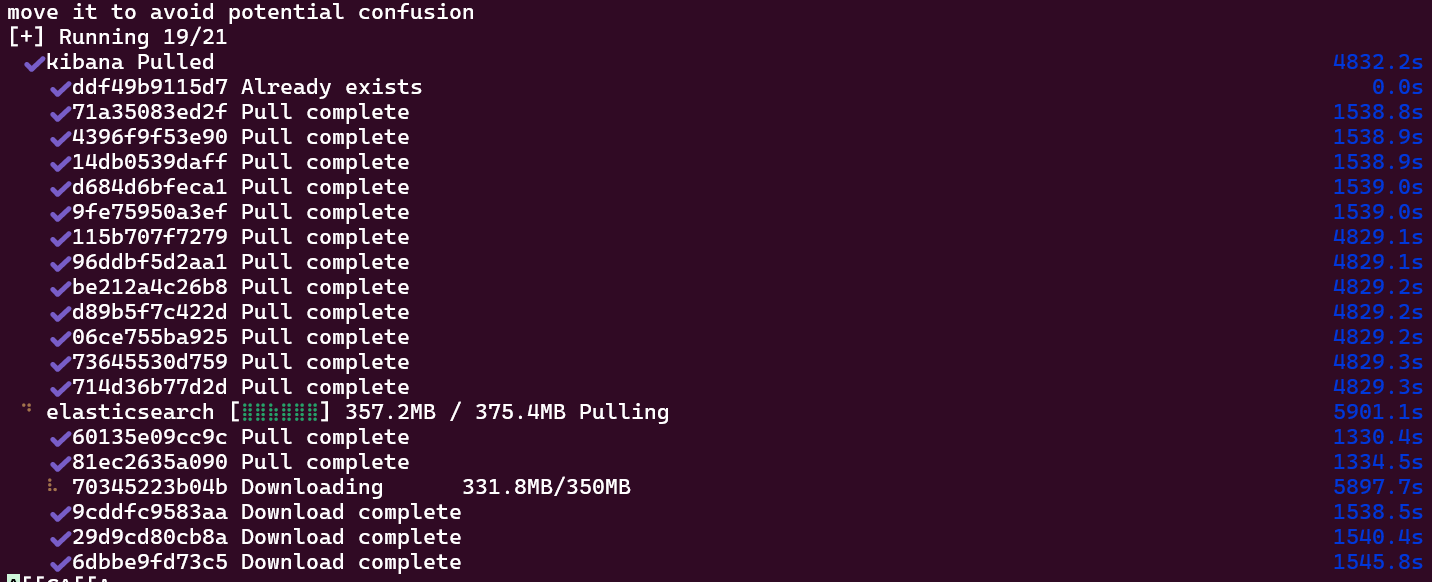 move it to avoid potential confusion
[+] Running 19/21
✔kibana Pulled 4832.2s
✔ddf49b9115d7 Already exists 0.0s
✔71a35083ed2f Pull complete 1538.8s
✔4396f9f53e90 Pull complete 1538.9s
✔14db0539daff Pull complete 1538.9s
✔d684d6bfeca1 Pull complete 1539.0s
✔9fe75950a3ef Pull complete 1539.0s
✔115b707f7279 Pull complete 4829.1s
✔96ddbf5d2aa1 Pull complete 4829.1s
✔be212a4c26b8 Pull complete 4829.2s
✔d89b5f7c422d Pull complete 4829.2s
✔06ce755ba925 Pull complete 4829.2s
✔73645530d759 Pull complete 4829.3s
✔714d36b77d2d Pull complete 4829.3s
elasticsearch [⣿⣿⣷⣿⣿⣿] 357.2MB / 375.4MB Pulling 5901.1s
✔60135e09cc9c Pull complete 1330.4s
✔81ec2635a090 Pull complete 1334.5s
70345223b04b Downloading 331.8MB/350MB 5897.7s
✔9cddfc9583aa Download complete 1538.5s
✔29d9cd80cb8a Download complete 1540.4s
✔6dbbe9fd73c5 Download complete 1545.8s